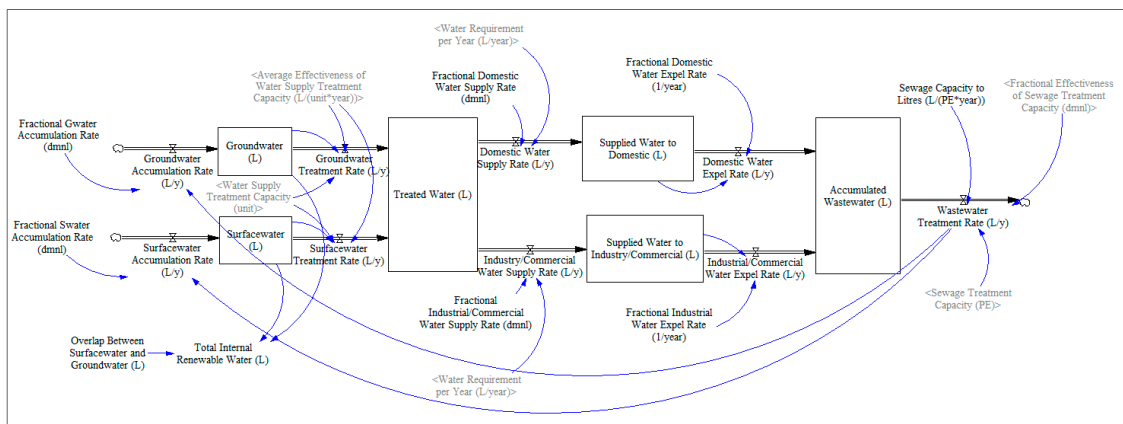 <Water Requirement
per Year (L/year)>
<Average Effectiveness of
Water Supply Treatment
Capacity (L/(unit*year))>
Fractional Domestic
Water Supply Rate
(dmnl)
Fractional Domestic
Water Expel Rate
(1/year)
Sewage Capacity to
Litres (L/(PE*year))
<Fractional Effectiveness
of Sewage Treatment
Capacity (dmnl)>
Fractional Gwater
Accumulation Rate
(dmnl)
Groundwater
Accumulation Rate
(L/y)
Groundwater
(L)
Groundwater
Treatment Rate (L/y)
Treated Water (L)
Domestic Water
Supply Rate (L/y)
Supplied Water to
Domestic (L)
Domestic Water
Expel Rate (L/y)
Accumulated
Wastewater (L)
Wastewater
Treatment Rate (L/y)
<Water Supply
Treatment Capacity
(unit)>
Fractional Swater
Accumulation Rate
(dmnl)
Surfacewater
Accumulation Rate
(L/y)
Surfacewater
(L)
Surfacewater
Treatment Rate (L/y)
Industry/Commercial
Water Supply Rate (L/y)
Supplied Water to
Industry/Commercial (L)
Industrial/Commercial
Water Expel Rate (L/y)
<Sewage Treatment
Capacity (PE)>
Fractional
Industrial/Commercial
Water Supply Rate (dmnl)
Fractional Industrial
Water Expel Rate
(1/year)
Overlap Between
Surfacewater and
Groundwater (L)
Total Internal
Renewable Water (L)
<Water Requirement
per Year (L/year)>